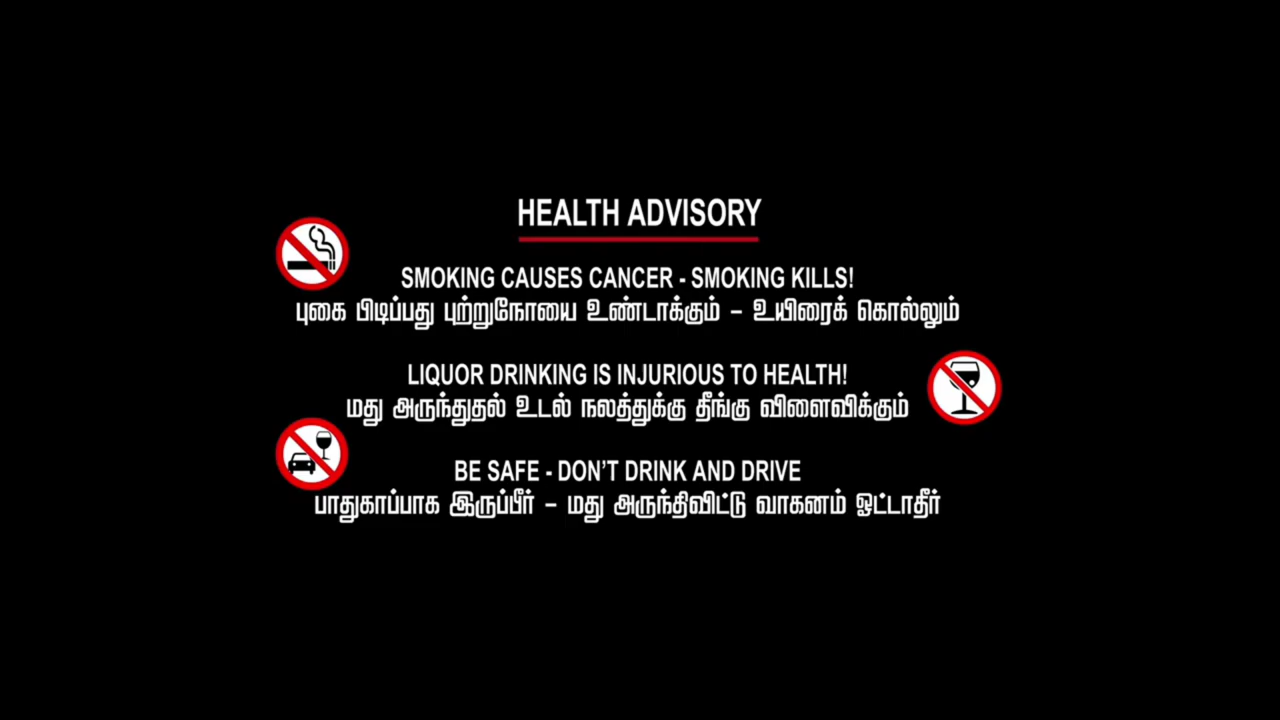 HEALTH ADVISORY
SMOKING CAUSES CANCER - SMOKING KILLS!
புகை பிடிப்பது புற்றுநோயை உண்டாக்கும் – உயிரைக் கொல்லும்
LIQUOR DRINKING IS INJURIOUS TO HEALTH!
மது அருந்துதல் உடல் நலத்துக்கு தீங்கு விளைவிக்கும்
BE SAFE - DON'T DRINK AND DRIVE
பாதுகாப்பாக இருப்பீர் – மது அருந்திவிட்டு வாகனம் ஓட்டாதீர்